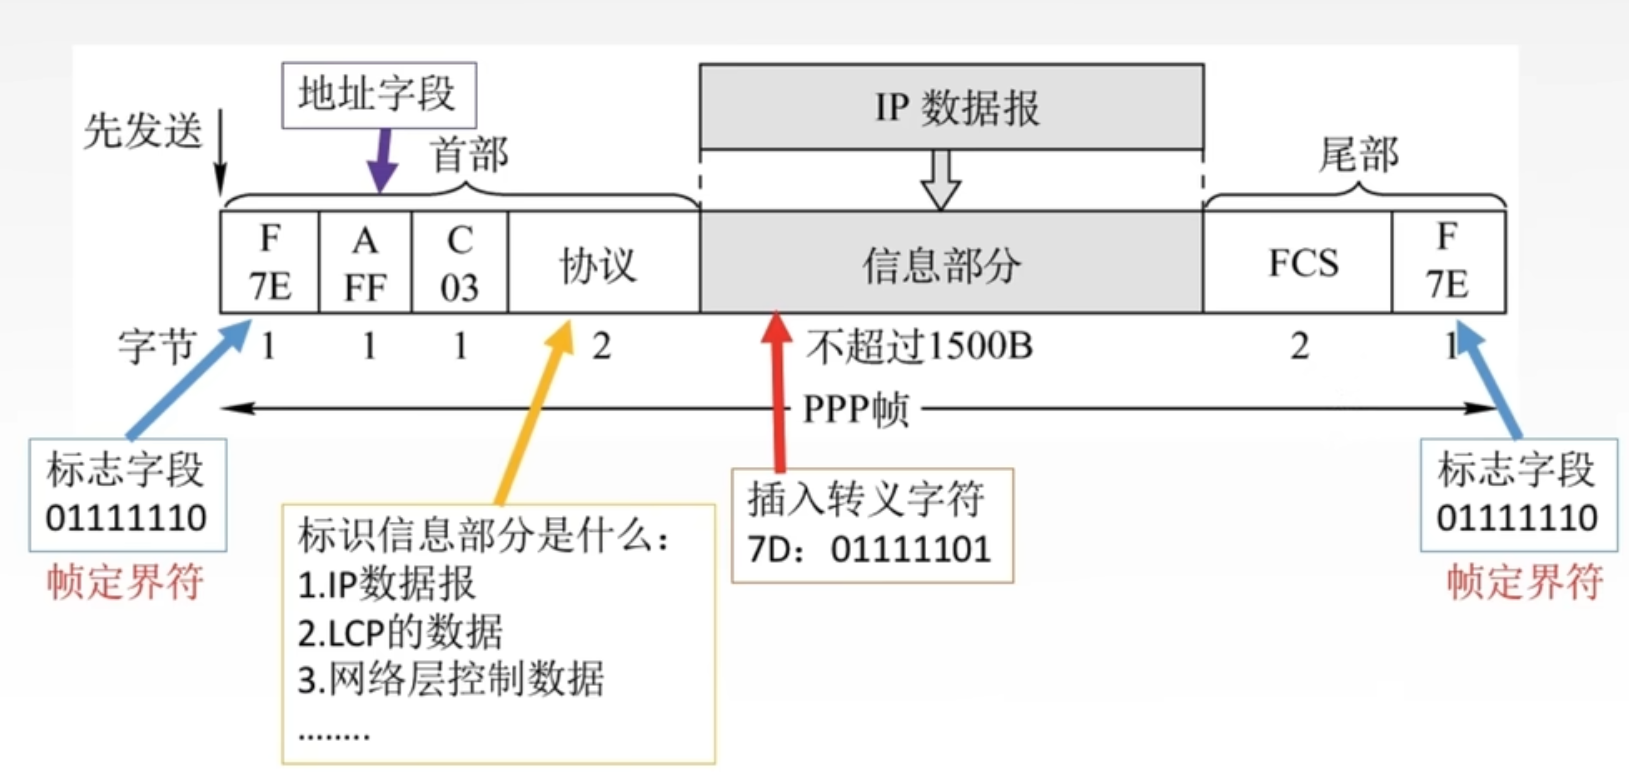 地址字段
IP 数据报
先发送
首部
尾部
F
7E
A
FF
C
03
协议
信息部分
FCS
F
7E
字节
1
1
1
2
不超过1500B
2
1
PPP帧
标志字段
01111110
帧定界符
标识信息部分是什么：
1.IP数据报
2.LCP的数据
3.网络层控制数据
........
插入转义字符
7D：01111101
标志字段
01111110
帧定界符